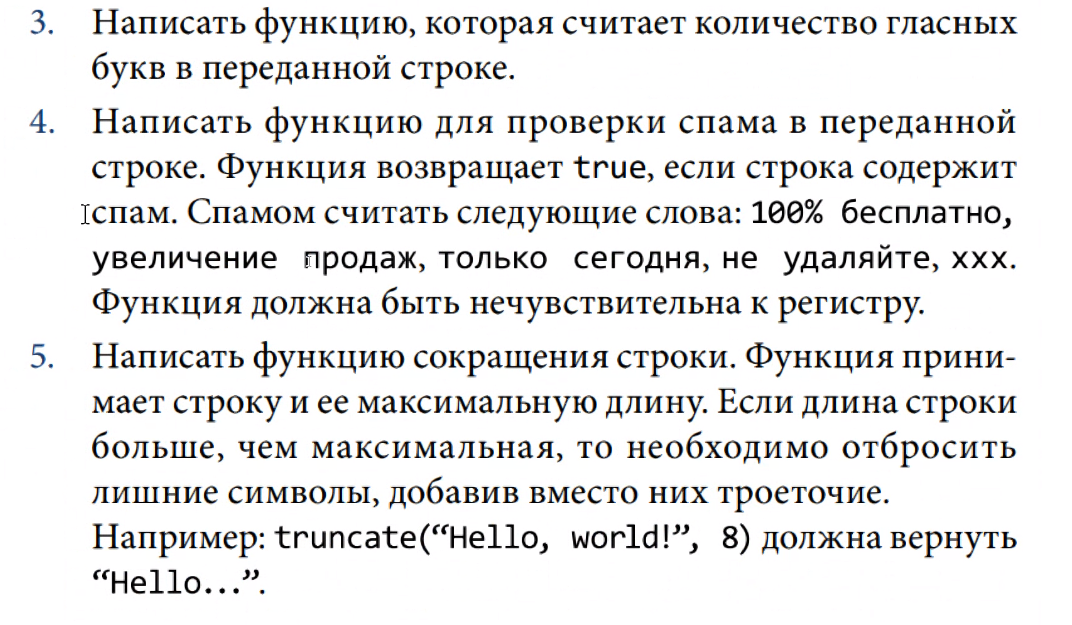 3. Написать функцию, которая считает количество гласных
букв в переданной строке.
4. Написать функцию для проверки спама в переданной
строке. Функция возвращает true, если строка содержит
спам. Спамом считать следующие слова: 100% бесплатно,
увеличение продаж, только сегодня, не удаляйте, xxx.
Функция должна быть нечувствительна к регистру.
5. Написать функцию сокращения строки. Функция прини-
мает строку и ее максимальную длину. Если длина строки
больше, чем максимальная, то необходимо отбросить
лишние символы, добавив вместо них троеточие.
Например: truncate(“Hello, world!”, 8) должна вернуть
“Hello...”.